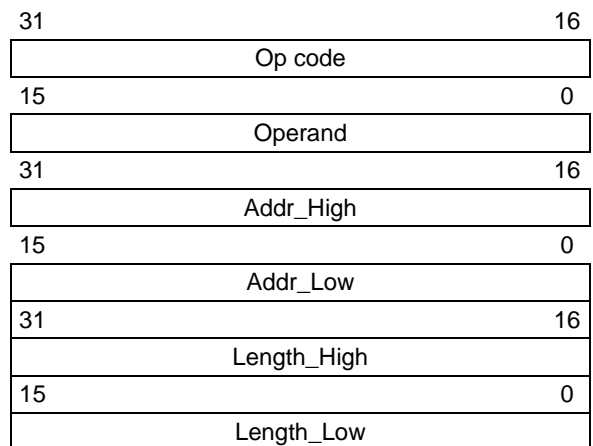 31 16
Op code
15 0
Operand
31 16
Addr_High
15 0
Addr_Low
31 16
Length_High
15 0
Length_Low